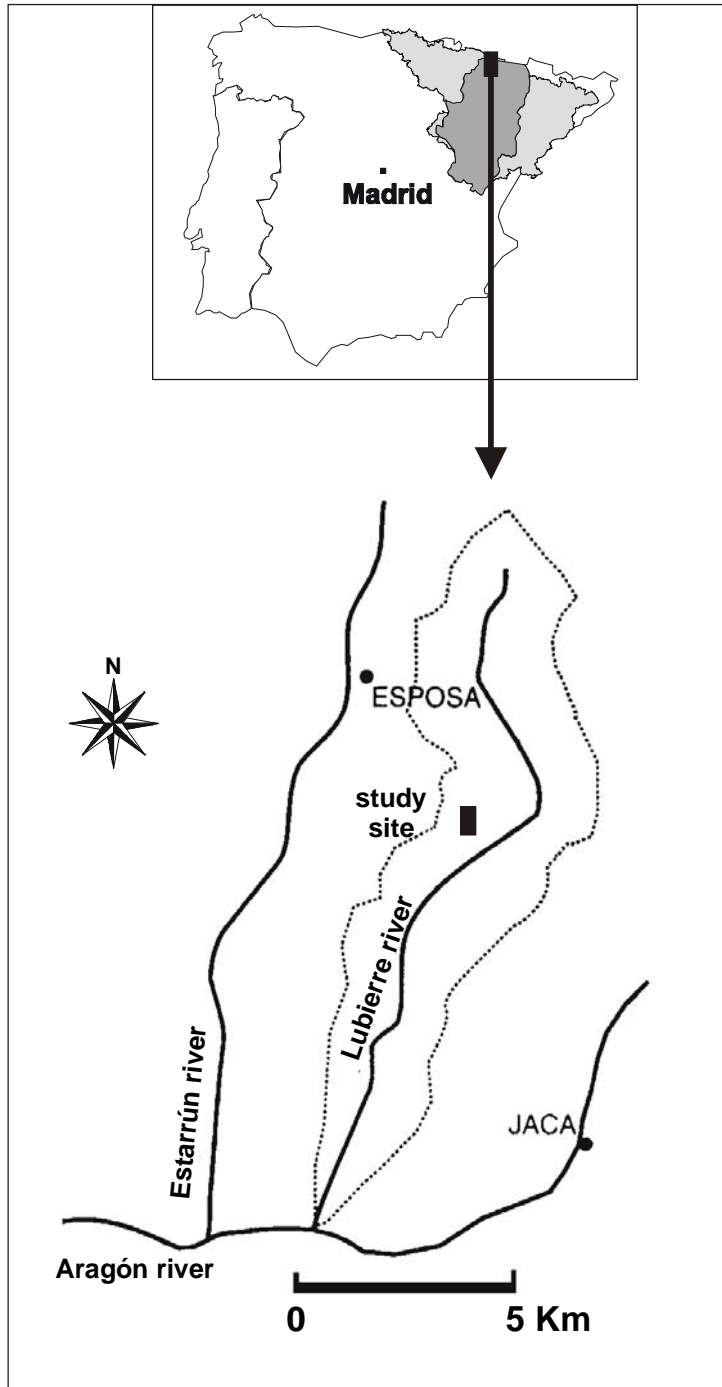 Madrid
N
ESPOSA
study
site
Lubierre river
Estarrún river
JACA
Aragón river
0 5 Km